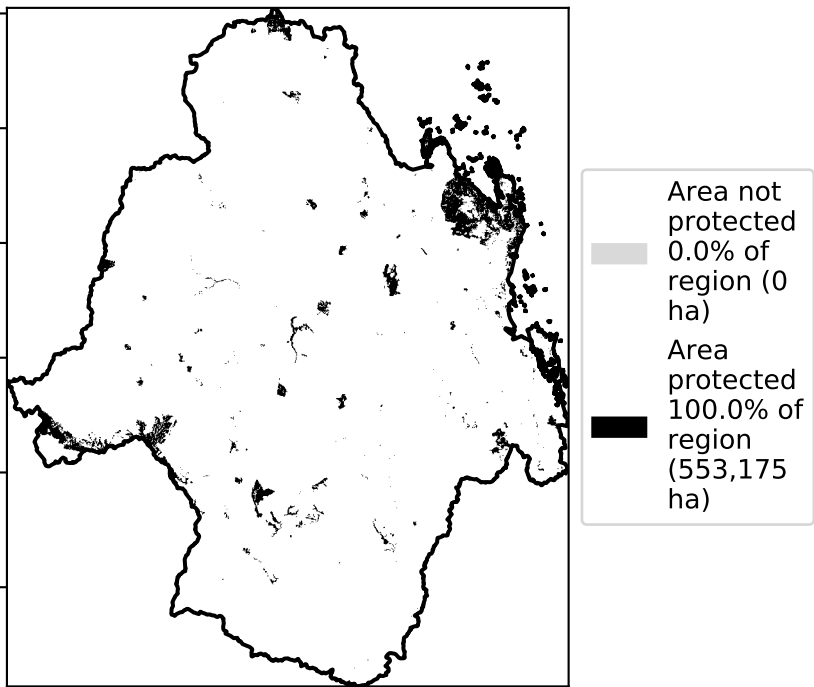 Area not
protected
0.0% of
region (0
ha)
Area
protected
100.0% of
region
(553,175
ha)